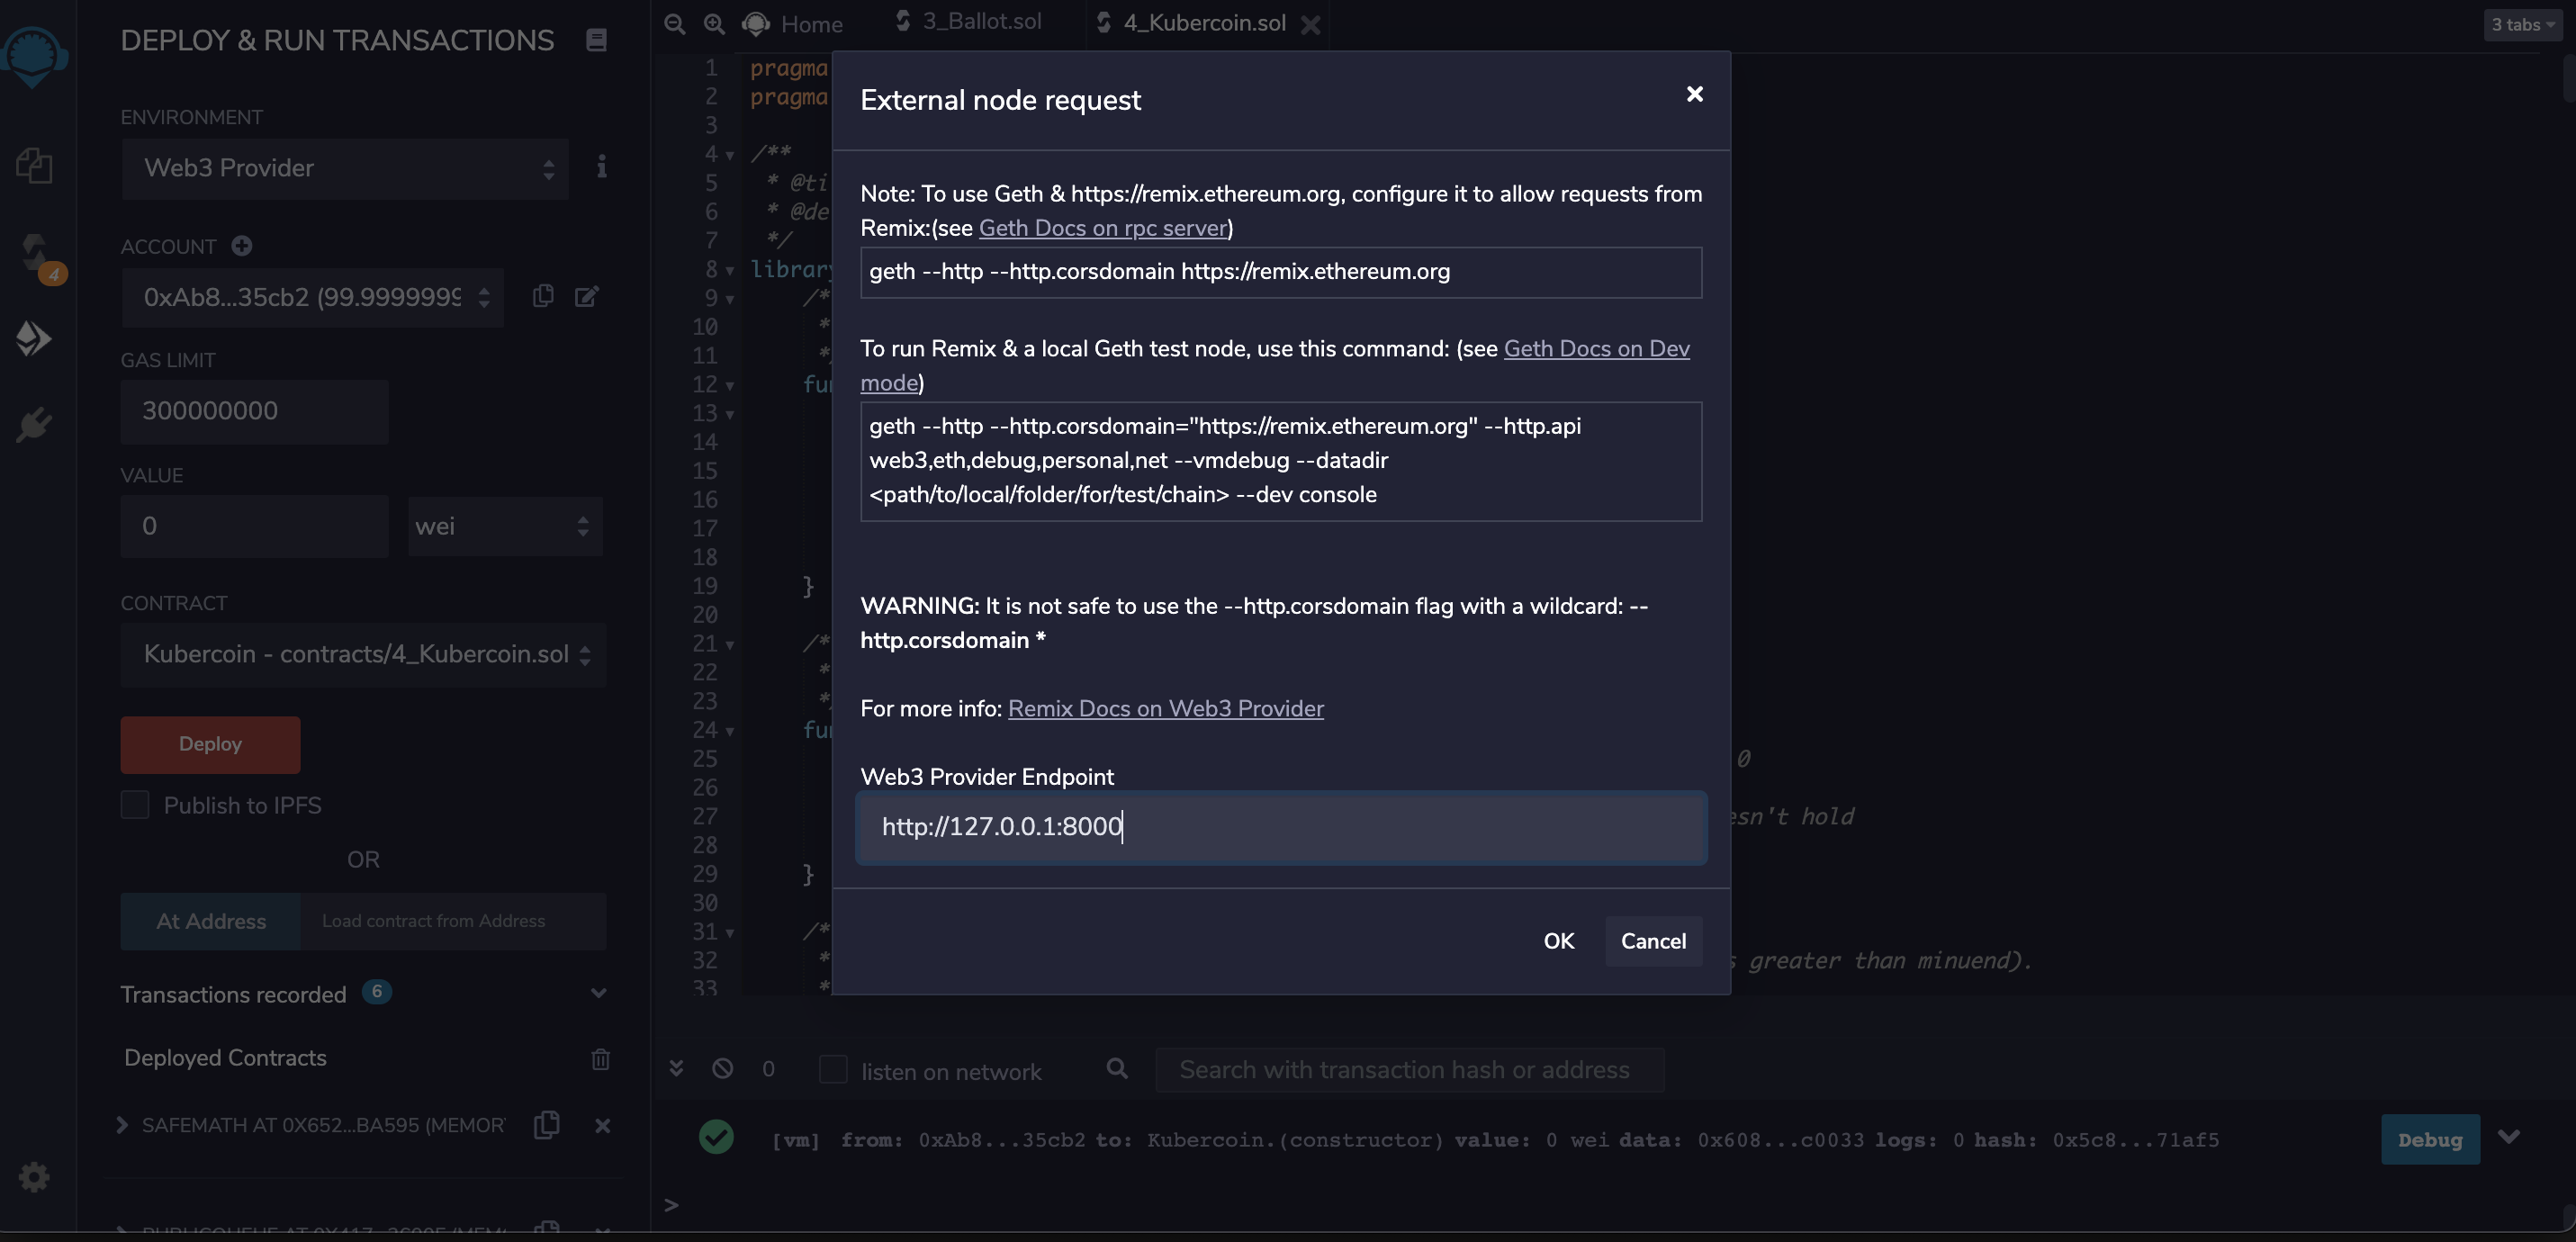 DEPLOY & RUN TRANSACTIONS
ENVIRONMENT
Web3 Provider
ACCOUNT
0xAb8...35cb2 (99.9999999
GAS LIMIT
300000000
VALUE
0
wei
CONTRACT
Kubercoin - contracts/4_Kubercoin.sol
Deploy
Publish to IPFS
OR
At Address
Load contract from Address
Transactions recorded 6
Deployed Contracts
SAFEMATH AT 0X652...BA595 (MEMOR
4
Home
3_Ballot.sol
4_Kubercoin.sol
3 tabs
1 pragma
2 pragma
3
4 /**
5 * @ti
6 * @de
7 */
8 library
9 /*
10 *
11 *
12 fun
13
14
15
16
17
18
19 }
20
21 /*
22 *
23 *
24 fun
25 0
26
27 esn't hold
28
29 }
30
31 /*
32 * s greater than minuend).
33 *
External node request
Note: To use Geth & https://remix.ethereum.org, configure it to allow requests from
Remix:(see Geth Docs on rpc server)
geth --http --http.corsdomain https://remix.ethereum.org
To run Remix & a local Geth test node, use this command: (see Geth Docs on Dev
mode)
geth --http --http.corsdomain="https://remix.ethereum.org" --http.api
web3,eth,debug,personal,net --vmdebug --datadir
<path/to/local/folder/for/test/chain> --dev console
WARNING: It is not safe to use the --http.corsdomain flag with a wildcard: --
http.corsdomain *
For more info: Remix Docs on Web3 Provider
Web3 Provider Endpoint
http://127.0.0.1:8000
OK
Cancel
0
listen on network
Search with transaction hash or address
[vm] from: 0xAb8...35cb2 to: Kubercoin.(constructor) value: 0 wei data: 0x608...c0033 logs: 0 hash: 0x5c8...71af5
Debug
>